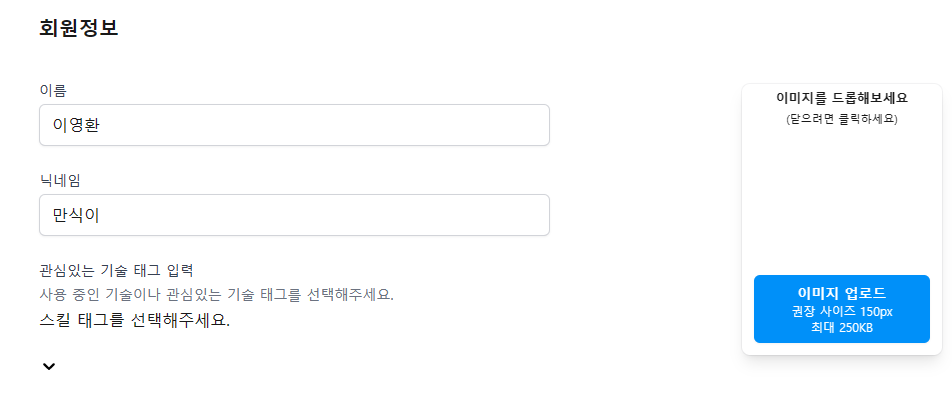 회원정보
이름
이영환
닉네임
만식이
관심있는 기술 태그 입력
사용 중인 기술이나 관심있는 기술 태그를 선택해주세요.
스킬 태그를 선택해주세요.
이미지를 드롭해보세요
(닫으려면 클릭하세요)
이미지 업로드
권장 사이즈 150px
최대 250KB